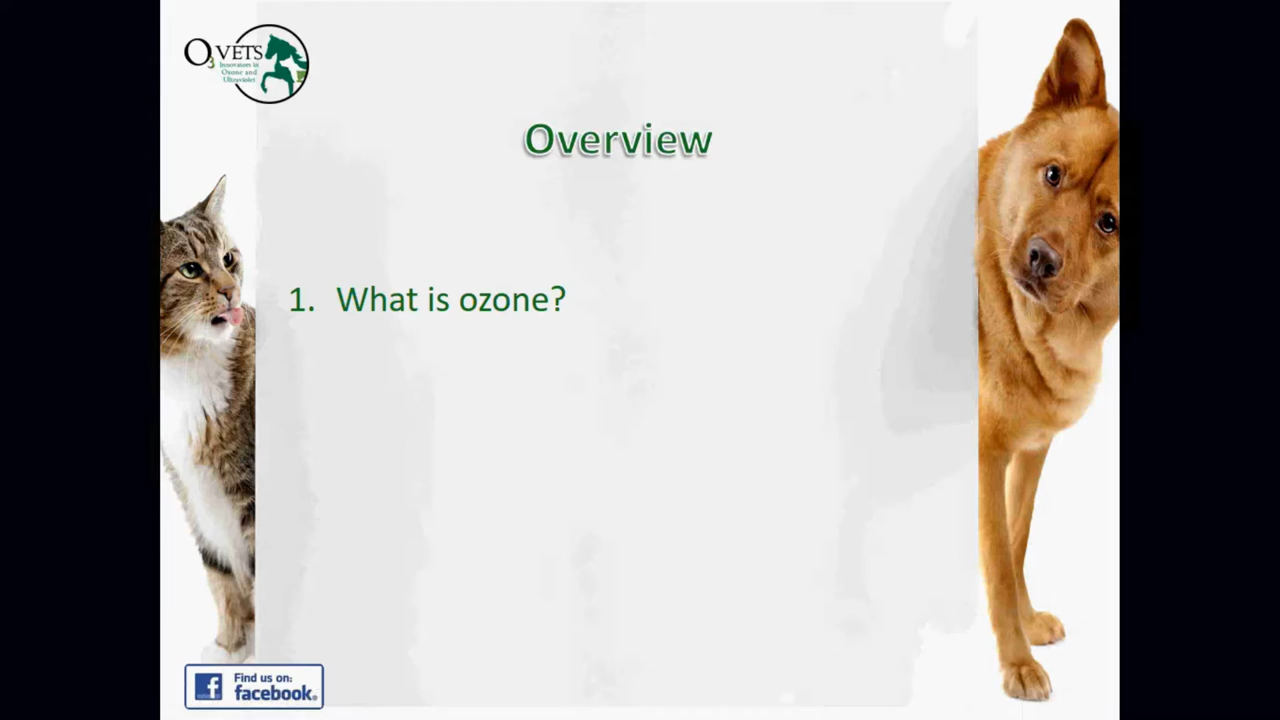 O3VETS
Innovators in
Ozone and
Ultraviolet
Overview
1. What is ozone?
Find us on:
facebook®